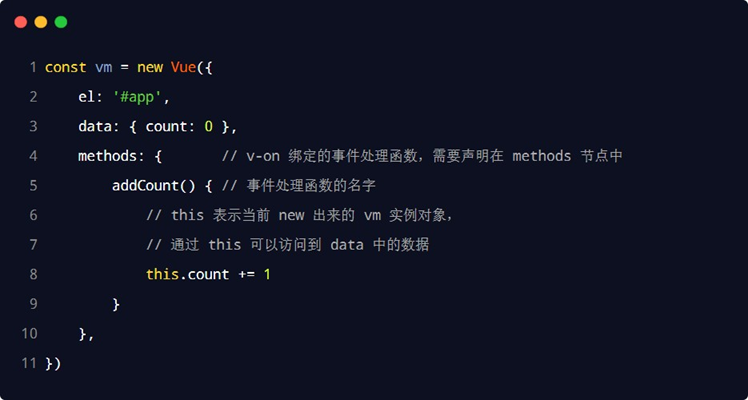 1 const vm = new Vue({
2     el: '#app',
3     data: { count: 0 },
4     methods: {       // v-on 绑定的事件处理函数，需要声明在 methods 节点中
5         addCount() { // 事件处理函数的名字
6             // this 表示当前 new 出来的 vm 实例对象，
7             // 通过 this 可以访问到 data 中的数据
8             this.count += 1
9         }
10     },
11 })